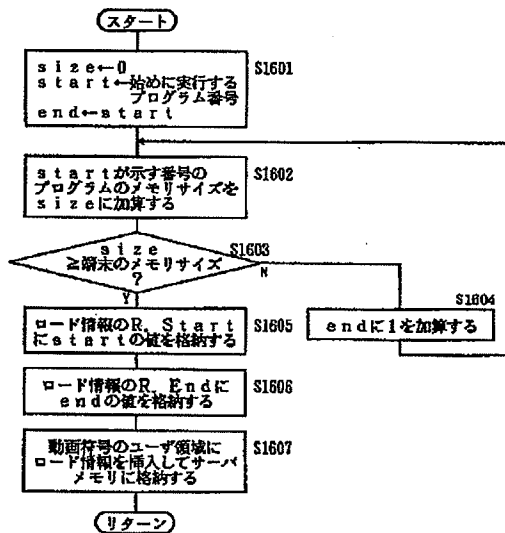 スタート
size←0
start←始めに実行する
プログラム番号
end←start
S1601
startが示す番号の
プログラムのメモリサイズを
sizeに加算する
S1602
size
≧端末のメモリサイズ
?
S1603
N
Y
S1604
endに1を加算する
ロード情報のR. Start
にstartの値を格納する
S1605
ロード情報のR. Endに
endの値を格納する
S1606
動画符号のユーザ領域に
ロード情報を挿入してサーバ
メモリに格納する
S1607
リターン